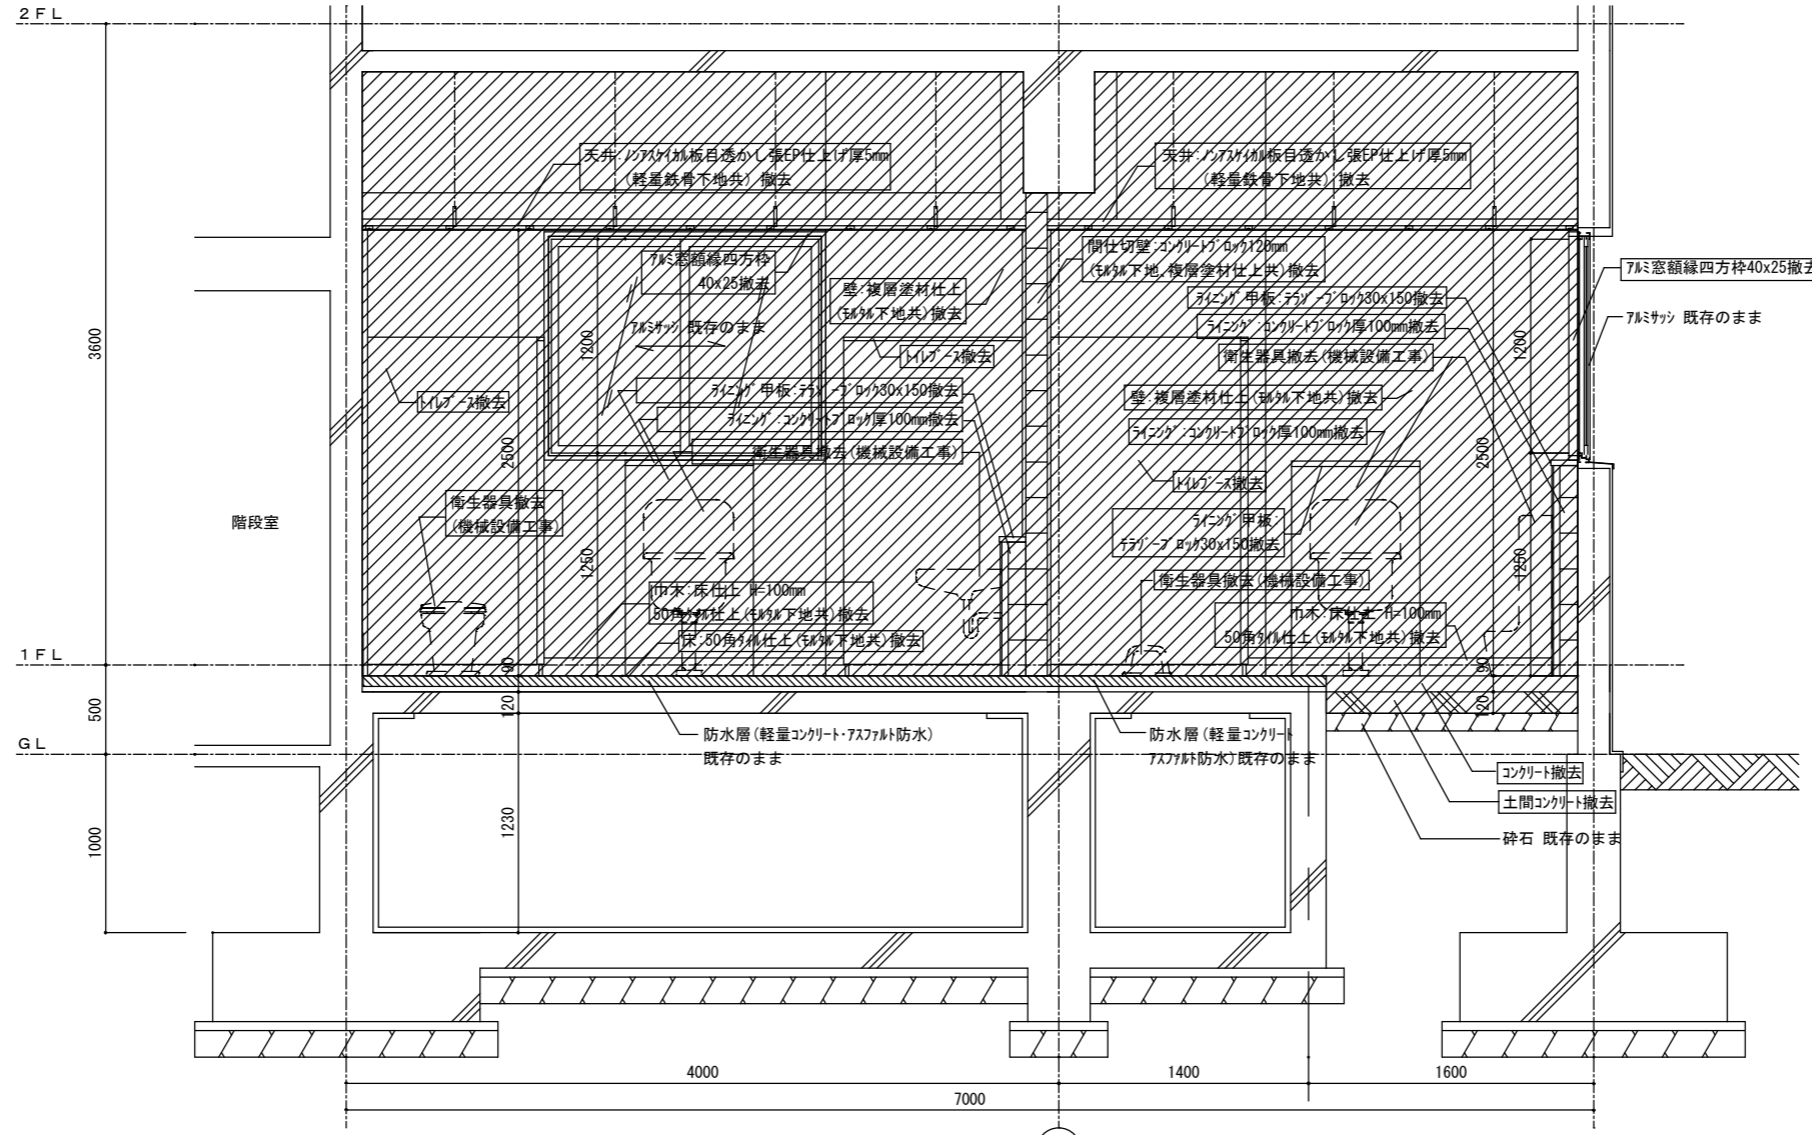 ２ＦＬ
天井:ﾉﾝｱｽｹｲｶﾙ板目透かし張EP仕上げ厚5mm
(軽量鉄骨下地共) 撤去
天井:ﾉﾝｱｽｹｲｶﾙ板目透かし張EP仕上げ厚5mm
(軽量鉄骨下地共) 撤去
ｱﾙﾐ窓額縁四方枠
40x25撤去
間仕切壁:ｺﾝｸﾘｰﾄﾌﾞﾛｯｸ120mm
(ﾓﾙﾀﾙ下地、複層塗材仕上共)撤去
ｱﾙﾐ窓額縁四方枠40x25撤去
壁:複層塗材仕上
(ﾓﾙﾀﾙ下地共)撤去
ﾗｲﾆﾝｸﾞ甲板:ﾃﾗｿﾞｰﾌﾞﾛｯｸ30x150撤去
ｱﾙﾐｻｯｼ 既存のまま
ｱﾙﾐｻｯｼ 既存のまま
ﾗｲﾆﾝｸﾞ:ｺﾝｸﾘｰﾄﾌﾞﾛｯｸ厚100mm撤去
3600
1200
ﾄｲﾚﾌﾞｰｽ撤去
衛生器具撤去(機械設備工事)
1200
ﾄｲﾚﾌﾞｰｽ撤去
ﾗｲﾆﾝｸﾞ甲板:ﾃﾗｿﾞｰﾌﾞﾛｯｸ30x150撤去
壁:複層塗材仕上(ﾓﾙﾀﾙ下地共)撤去
ﾗｲﾆﾝｸﾞ:ｺﾝｸﾘｰﾄﾌﾞﾛｯｸ厚100mm撤去
ﾗｲﾆﾝｸﾞ:ｺﾝｸﾘｰﾄﾌﾞﾛｯｸ厚100mm撤去
2500
衛生器具撤去(機械設備工事)
2500
ﾄｲﾚﾌﾞｰｽ撤去
階段室
衛生器具撤去
(機械設備工事)
ﾗｲﾆﾝｸﾞ甲板:
ﾃﾗｿﾞｰﾌﾞﾛｯｸ30x150撤去
1250
1250
巾木:床仕上 H=100mm
50角ﾀｲﾙ仕上(ﾓﾙﾀﾙ下地共)撤去
衛生器具撤去(機械設備工事)
巾木:床仕上 H=100mm
50角ﾀｲﾙ仕上(ﾓﾙﾀﾙ下地共)撤去
床:50角ﾀｲﾙ仕上(ﾓﾙﾀﾙ下地共)撤去
１ＦＬ
90
90
500
120
120
防水層(軽量ｺﾝｸﾘｰﾄ･ｱｽﾌｧﾙﾄ防水)
既存のまま
防水層(軽量ｺﾝｸﾘｰﾄ
ｱｽﾌｧﾙﾄ防水)既存のまま
ＧＬ
ｺﾝｸﾘｰﾄ撤去
土間ｺﾝｸﾘｰﾄ撤去
砕石 既存のまま
1000
1230
4000
1400
1600
7000